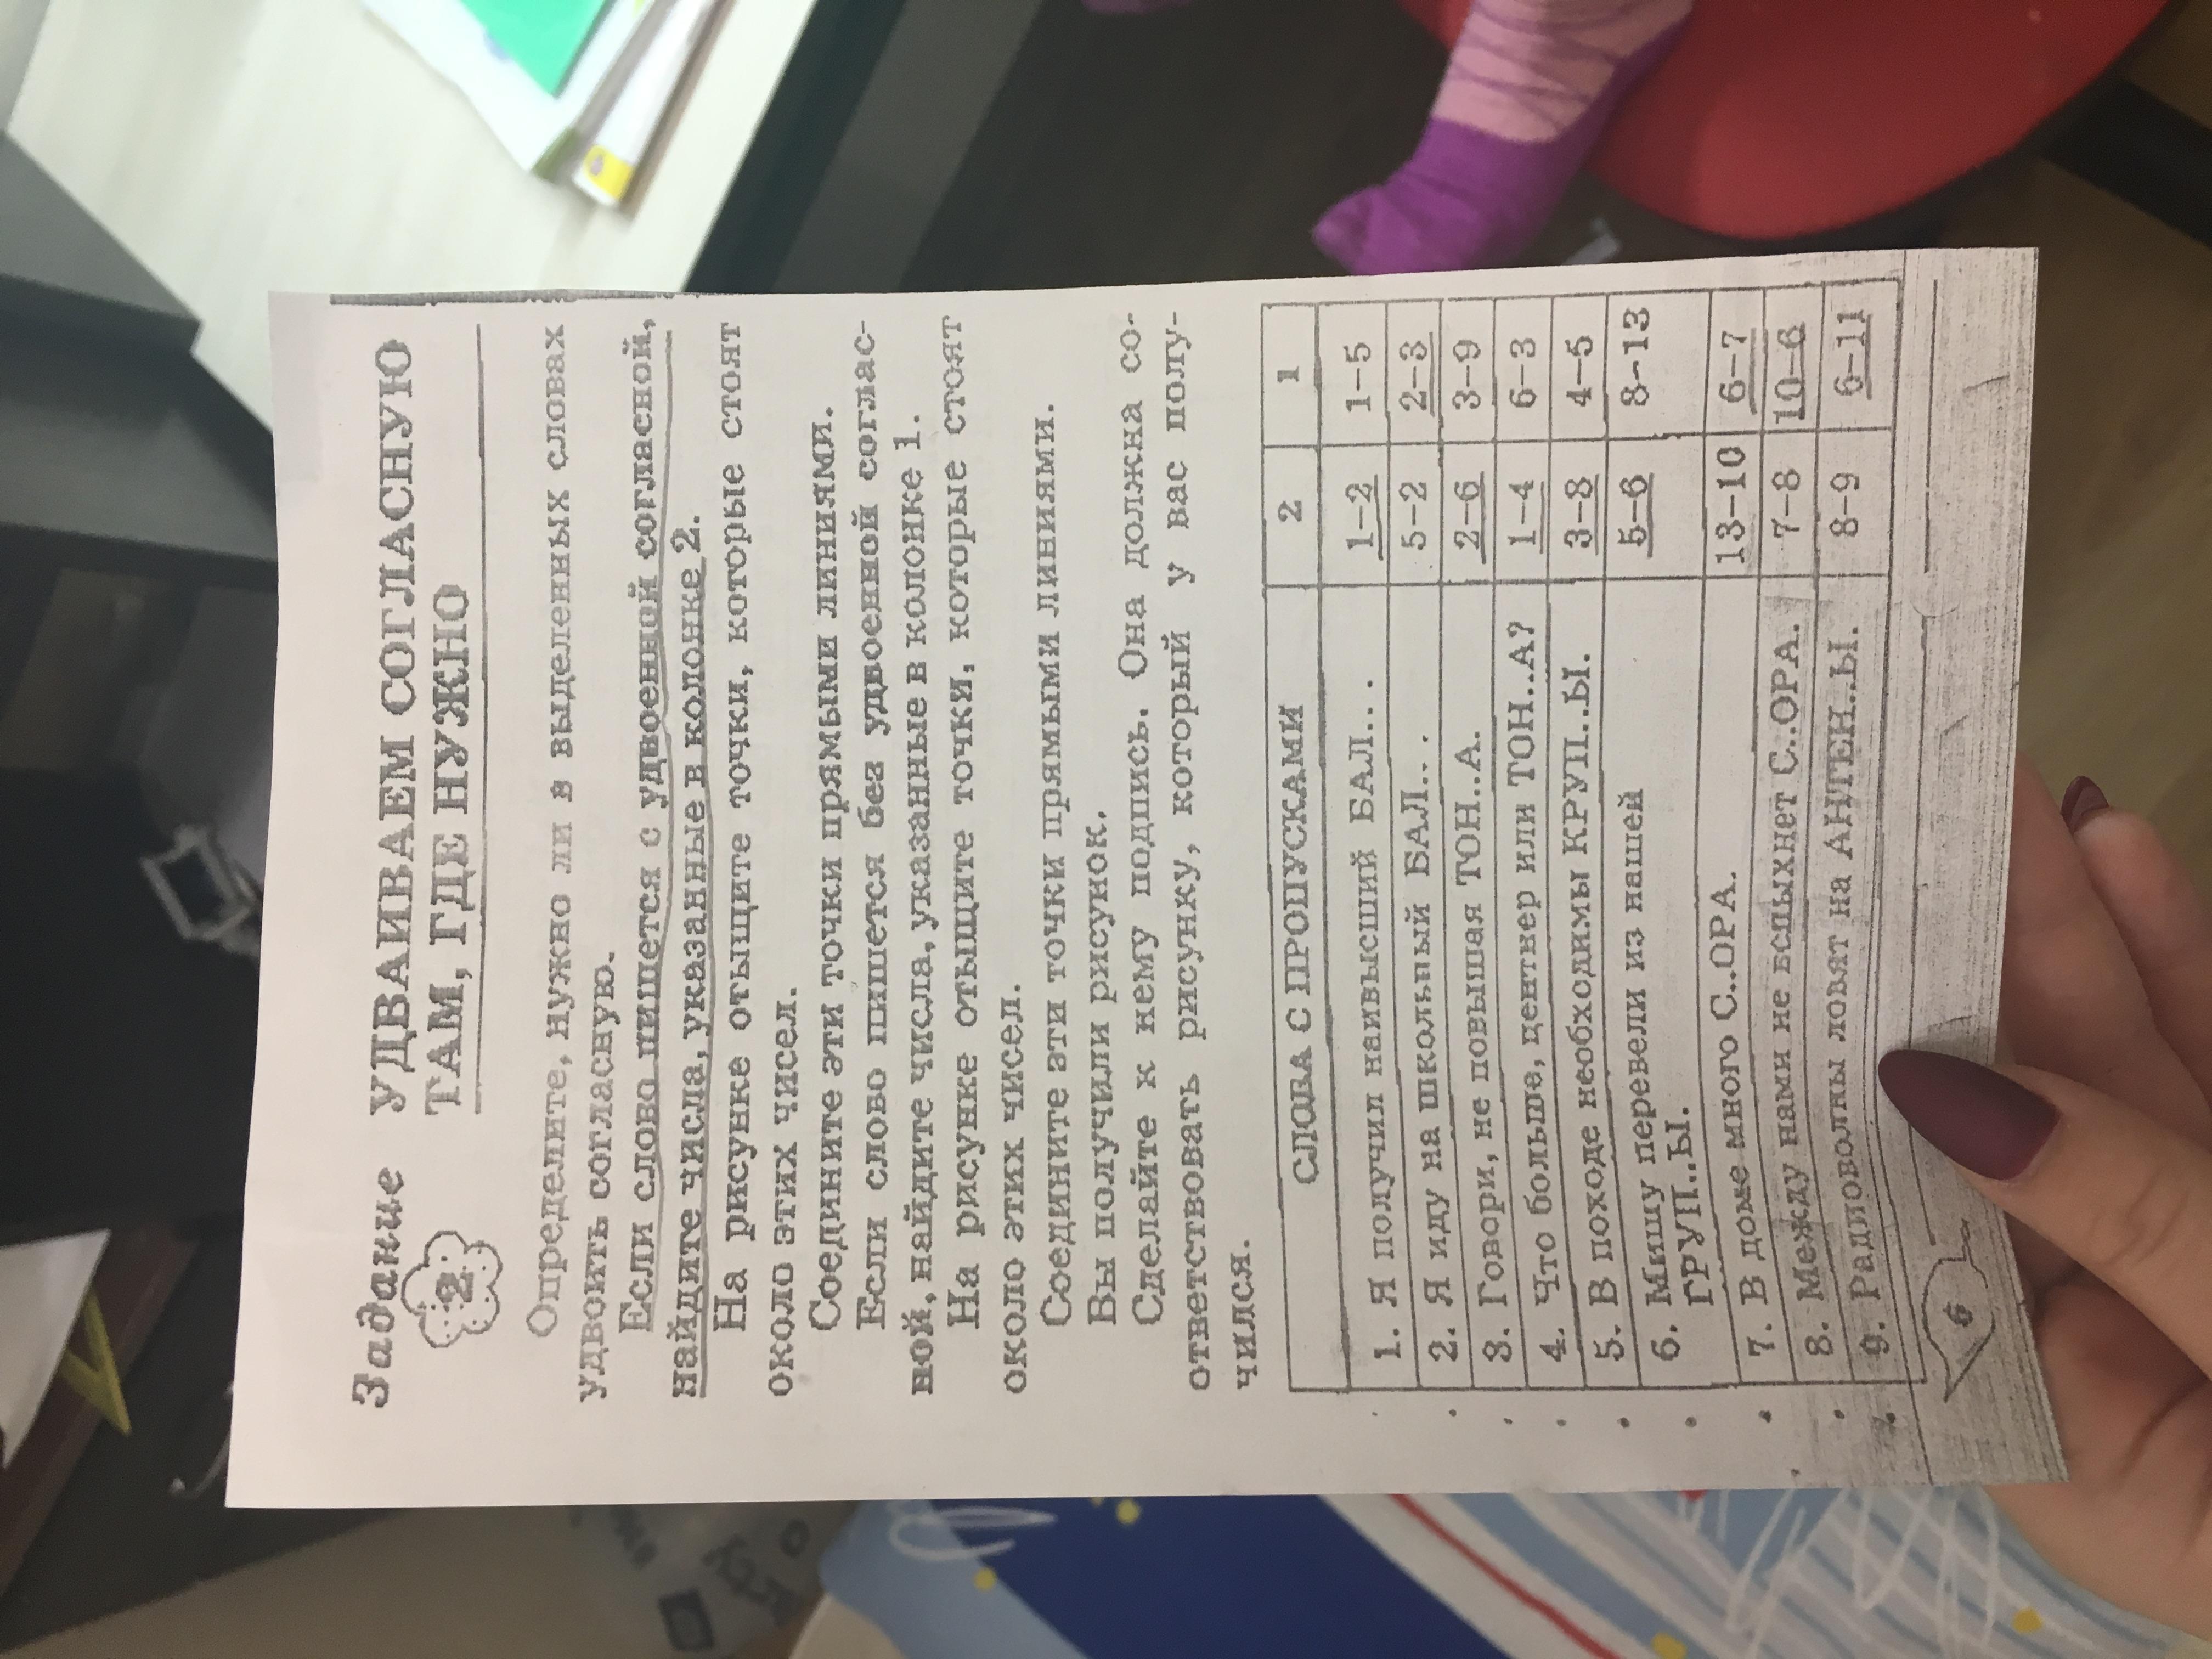 Задание УДВАИВАЕМ СОГЛАСНУЮ
2 ТАМ, ГДЕ НУЖНО
Определите, нужно ли в выделенных словах
удвоить согласную.
Если слово пишется с удвоенной согласной,
найдите числа, указанные в колонке 2.
На рисунке отыщите точки, которые стоят
около этих чисел.
Соедините эти точки прямыми линиями.
Если слово пишется без удвоенной соглас-
ной, найдите числа, указанные в колонке 1.
На рисунке отыщите точки, которые стоят
около этих чисел.
Соедините эти точки прямыми линиями.
Вы получили рисунок.
Сделайте к нему подпись. Она должна со-
ответствовать рисунку, который у вас полу-
чился.
СЛОВА С ПРОПУСКАМИ 2 1
1. Я получил наивысший БАЛ... 1-2 1-5
2. Я иду на школьный БАЛ... 5-2 2-3
3. Говори, не повышая ТОН..А. 2-6 3-9
4. Что больше, центнер или ТОН..А? 1-4 6-3
5. В походе необходимы КРУП..Ы. 3-8 4-5
6. Мишу перевели из нашей 5-6 8-13
ГРУП..Ы.
7. В доме много С..ОРА. 13-10 6-7
8. Между нами не вспыхнет С..ОРА. 7-8 10-6
9. Радиоволны ловят на АНТЕН..Ы. 8-9 6-11
6